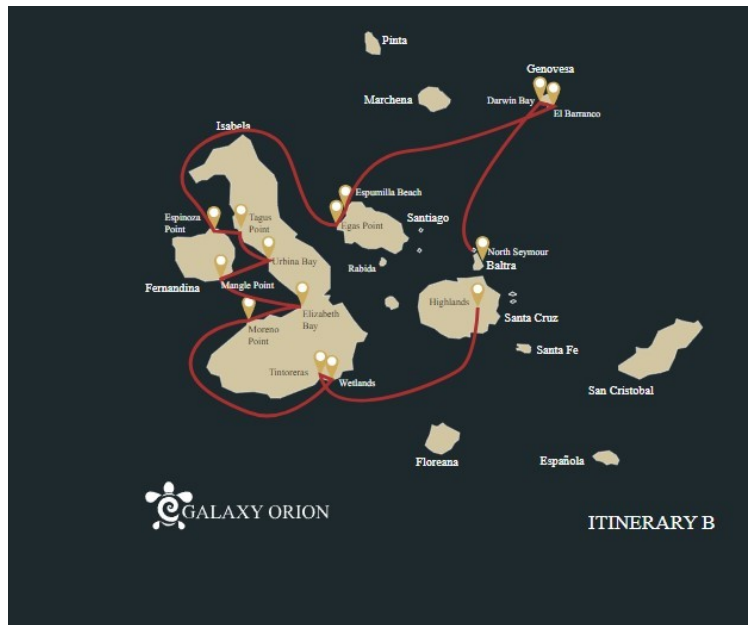 Pinta
Genovesa
Marchena
Darwin Bay
El Barranco
Isabela
Espumilla Beach
Espinoza
Point
Tagus
Point
Egas Point
Santiago
North Seymour
Urbina Bay
Rabida
Baltra
Fernandina
Mangle Point
Highlands
Elizabeth
Bay
Santa Cruz
Moreno
Point
Santa Fe
Tintoreras
Wetlands
San Cristobal
Floreana
Española
GALAXY ORION
ITINERARY B